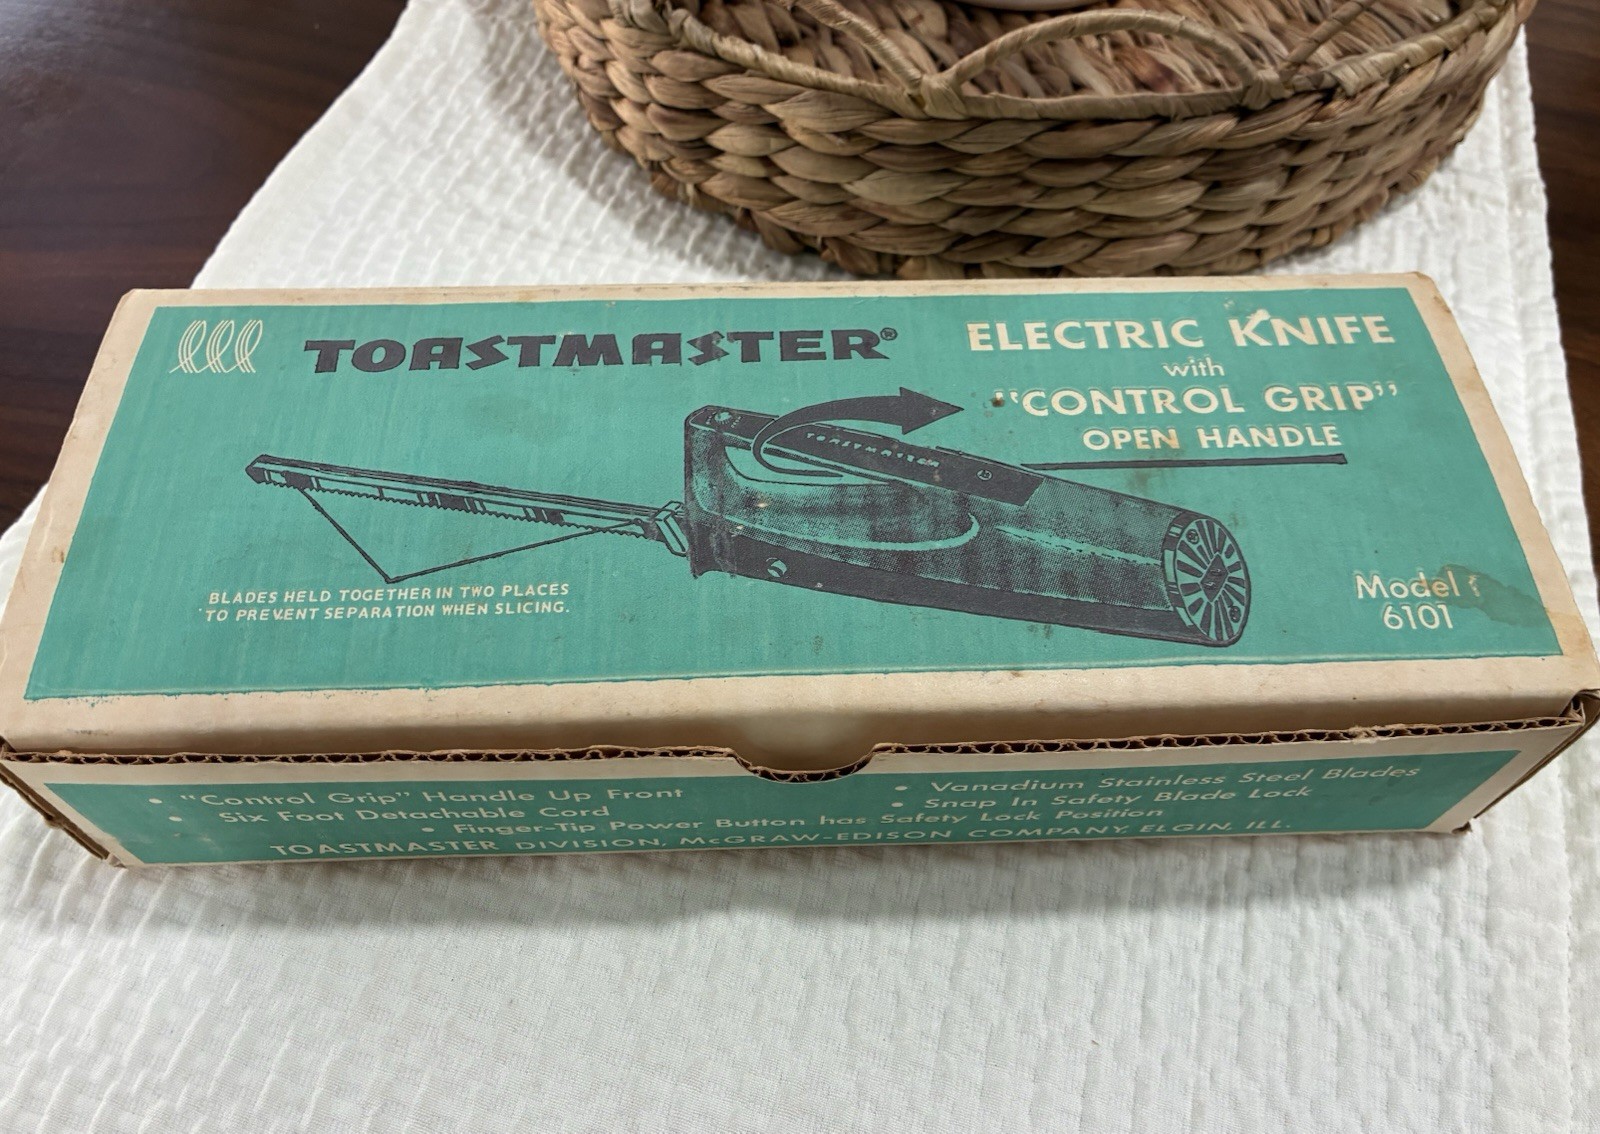 TOASTMASTER®
ELECTRIC KNIFE
with
"CONTROL GRIP"
OPEN HANDLE
TOASTMASTER
BLADES HELD TOGETHER IN TWO PLACES
TO PREVENT SEPARATION WHEN SLICING.
Model
6101
• "Control Grip" Handle Up Front
• Six Foot Detachable Cord
• Vanadium Stainless Steel Blades
• Snap In Safety Blade Lock
• Finger-Tip Power Button has Safety Lock Position
TOASTMASTER DIVISION, McGRAW-EDISON COMPANY, ELGIN, ILL.